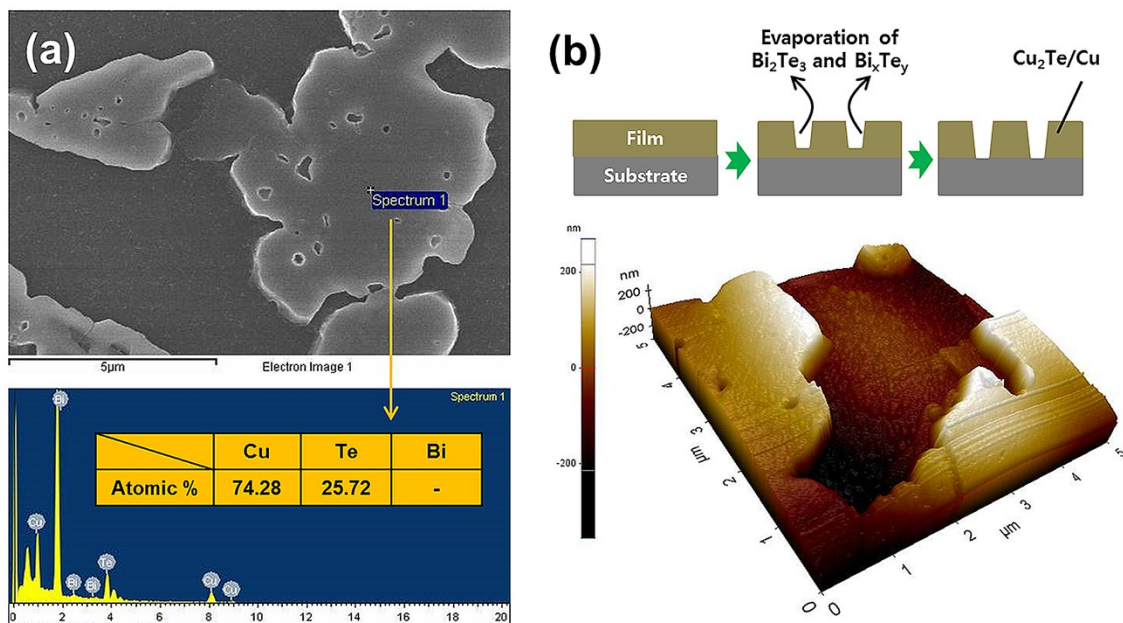 (a)
Spectrum 1
5µm
Electron Image 1
Spectrum 1
Bi
Cu Te Bi
Atomic % 74.28 25.72 -
Cu
Te
Bi
Bi
Cu
Cu
0 2 4 6 8 10 12 14 16 18 20
(b)
Evaporation of
Bi₂Te₃ and BiₓTeᵧ
Cu₂Te/Cu
Film
Substrate
nm
200
0
-200
nm
200
0
-200
5
4
3
µm
2
1
0
0
1
2
µm
3
4
5